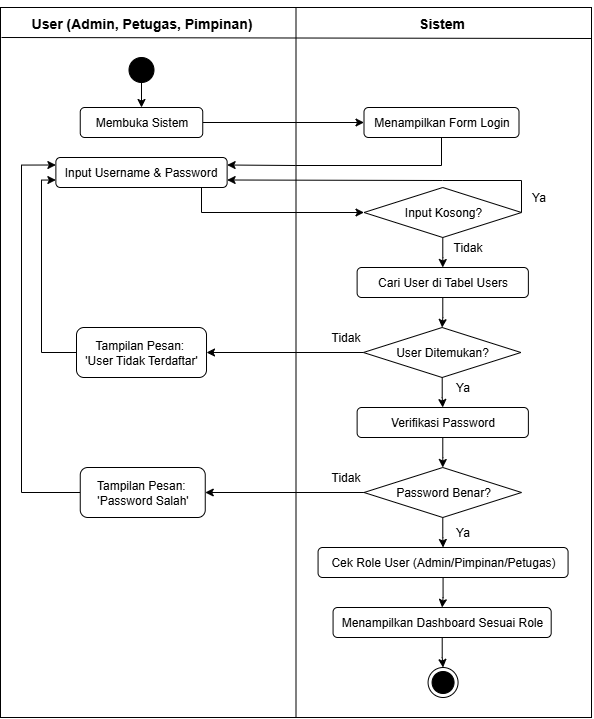 User (Admin, Petugas, Pimpinan)
Sistem
Membuka Sistem
Menampilkan Form Login
Input Username & Password
Input Kosong?
Ya
Tidak
Cari User di Tabel Users
User Ditemukan?
Tidak
Tampilan Pesan:
'User Tidak Terdaftar'
Ya
Verifikasi Password
Password Benar?
Tidak
Tampilan Pesan:
'Password Salah'
Ya
Cek Role User (Admin/Pimpinan/Petugas)
Menampilkan Dashboard Sesuai Role